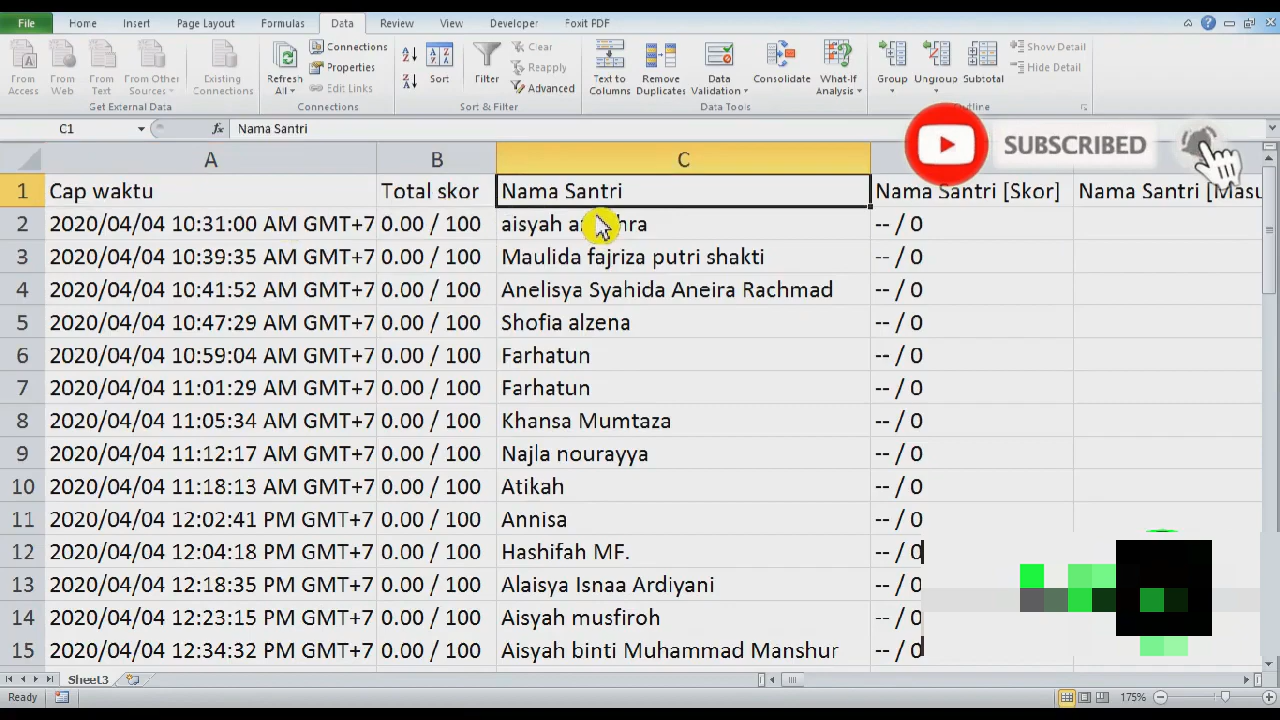 File Home Insert Page Layout Formulas Data Review View Developer Foxit PDF
From Access From Web From Text From Other Sources Existing Connections Refresh All Connections Properties Edit Links Sort Filter Clear Reapply Advanced Text to Columns Remove Duplicates Data Validation Consolidate What-If Analysis Group Ungroup Subtotal Show Detail Hide Detail
Get External Data Connections Sort & Filter Data Tools
C1 fx Nama Santri
SUBSCRIBED
A B C
1 Cap waktu Total skor Nama Santri Nama Santri [Skor] Nama Santri
2 2020/04/04 10:31:00 AM GMT+7 0.00 / 100 aisyah -- / 0
3 2020/04/04 10:39:35 AM GMT+7 0.00 / 100 Maulida fajriza putri shakti -- / 0
4 2020/04/04 10:41:52 AM GMT+7 0.00 / 100 Anelisya Syahida Aneira Rachmad -- / 0
5 2020/04/04 10:47:29 AM GMT+7 0.00 / 100 Shofia alzena -- / 0
6 2020/04/04 10:59:04 AM GMT+7 0.00 / 100 Farhatun -- / 0
7 2020/04/04 11:01:29 AM GMT+7 0.00 / 100 Farhatun -- / 0
8 2020/04/04 11:05:34 AM GMT+7 0.00 / 100 Khansa Mumtaza -- / 0
9 2020/04/04 11:12:17 AM GMT+7 0.00 / 100 Najla nourayya -- / 0
10 2020/04/04 11:18:13 AM GMT+7 0.00 / 100 Atikah -- / 0
11 2020/04/04 12:02:41 PM GMT+7 0.00 / 100 Annisa -- / 0
12 2020/04/04 12:04:18 PM GMT+7 0.00 / 100 Hashifah MF. -- / 0
13 2020/04/04 12:18:35 PM GMT+7 0.00 / 100 Alaisya Isnaa Ardiyani -- / 0
14 2020/04/04 12:23:15 PM GMT+7 0.00 / 100 Aisyah musfiroh -- / 0
15 2020/04/04 12:34:32 PM GMT+7 0.00 / 100 Aisyah binti Muhammad Manshur -- / 0
Sheet3
Ready 175%